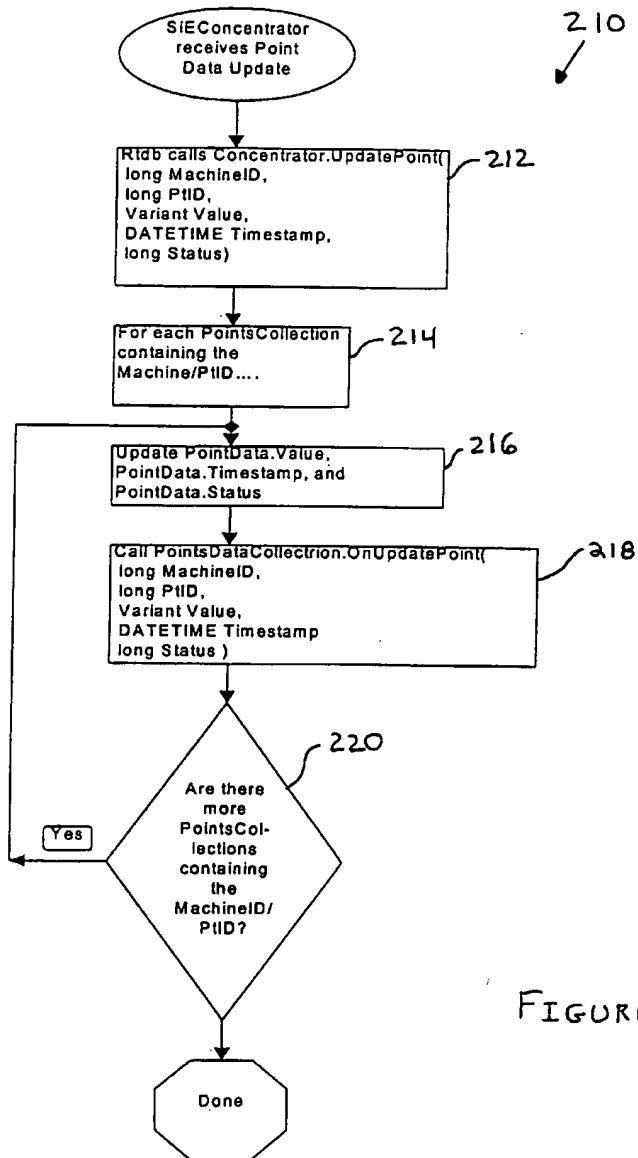 SiEConcentrator
receives Point
Data Update
210
Rtdb calls Concentrator.UpdatePoint(
long MachineID,
long PtID,
Variant Value,
DATETIME Timestamp,
long Status)
212
For each PointsCollection
containing the
Machine/PtID....
214
Update PointData.Value,
PointData.Timestamp, and
PointData.Status
216
Call PointsDataCollectrion.OnUpdatePoint(
long MachineID,
long PtID,
Variant Value,
DATETIME Timestamp
long Status )
218
220
Are there
more
PointsCol-
lections
containing
the
MachineID/
PtID?
Yes
FIGURE
Done